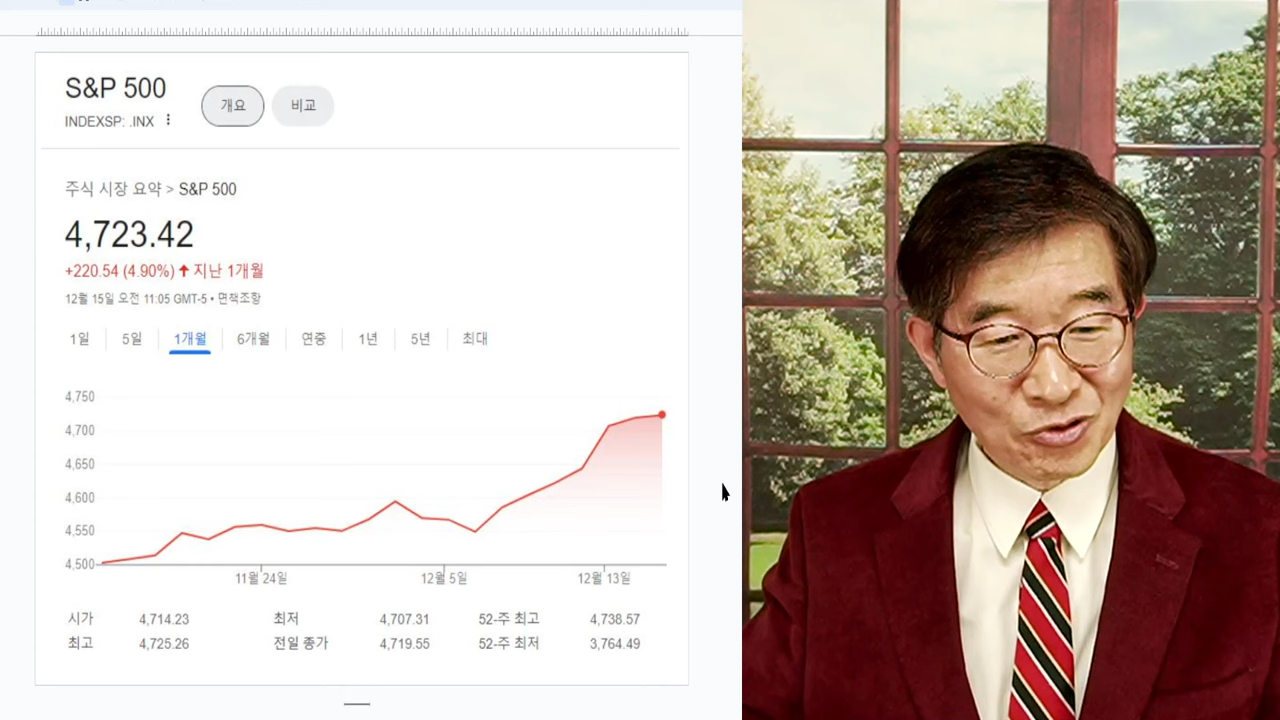 S&P 500
개요
비교
INDEXSP: .INX
주식 시장 요약 > S&P 500
4,723.42
+220.54 (4.90%) 지난 1개월
12월 15일 오전 11:05 GMT-5 • 면책조항
1일 5일 1개월 6개월 연중 1년 5년 최대
4,750
4,700
4,650
4,600
4,550
4,500
11월 24일 12월 5일 12월 13일
시가 4,714.23 최저 4,707.31 52-주 최고 4,738.57
최고 4,725.26 전일 종가 4,719.55 52-주 최저 3,764.49